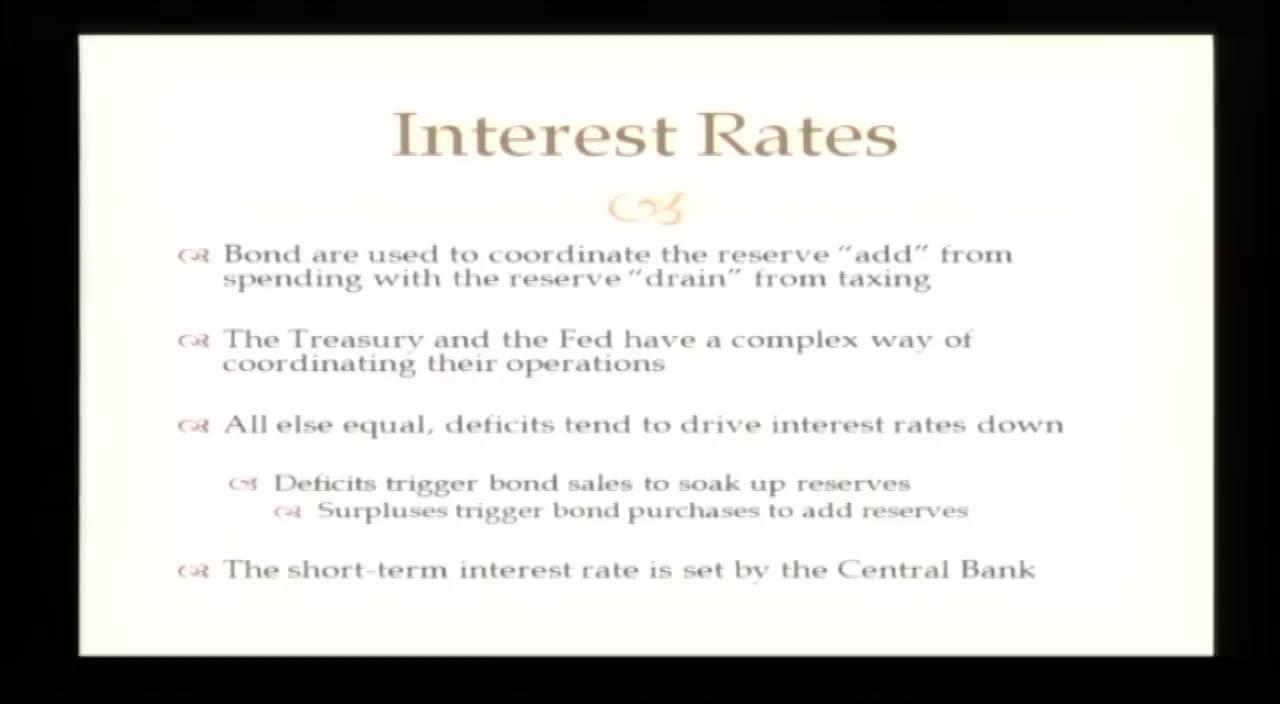 Interest Rates
Bond are used to coordinate the reserve “add” from
spending with the reserve “drain” from taxing
The Treasury and the Fed have a complex way of
coordinating their operations
All else equal, deficits tend to drive interest rates down
Deficits trigger bond sales to soak up reserves
Surpluses trigger bond purchases to add reserves
The short-term interest rate is set by the Central Bank